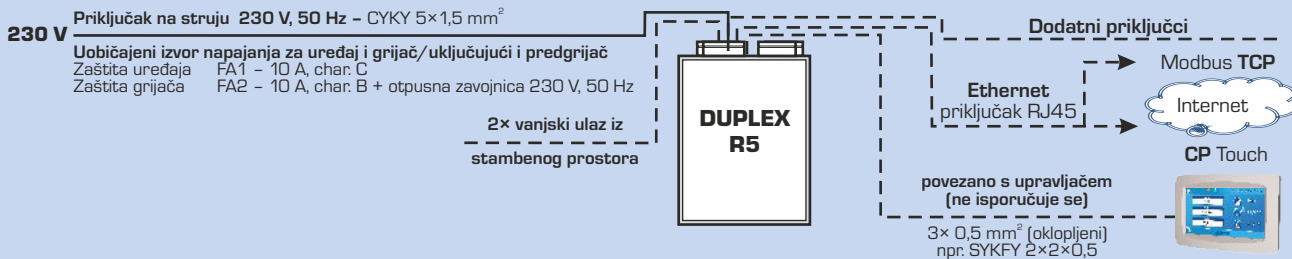 230 V
Priključak na struju 230 V, 50 Hz – CYKY 5×1,5 mm²
Uobičajeni izvor napajanja za uređaj i grijač/uključujući i predgrijač
Zaštita uređaja FA1 – 10 A, char. C
Zaštita grijača FA2 – 10 A, char. B + otpusna zavojnica 230 V, 50 Hz
2× vanjski ulaz iz
stambenog prostora
DUPLEX
R5
Dodatni priključci
Ethernet
priključak RJ45
Modbus TCP
Internet
CP Touch
povezano s upravljačem
(ne isporučuje se)
3× 0,5 mm² (oklopljeni)
npr. SYKFY 2×2×0,5